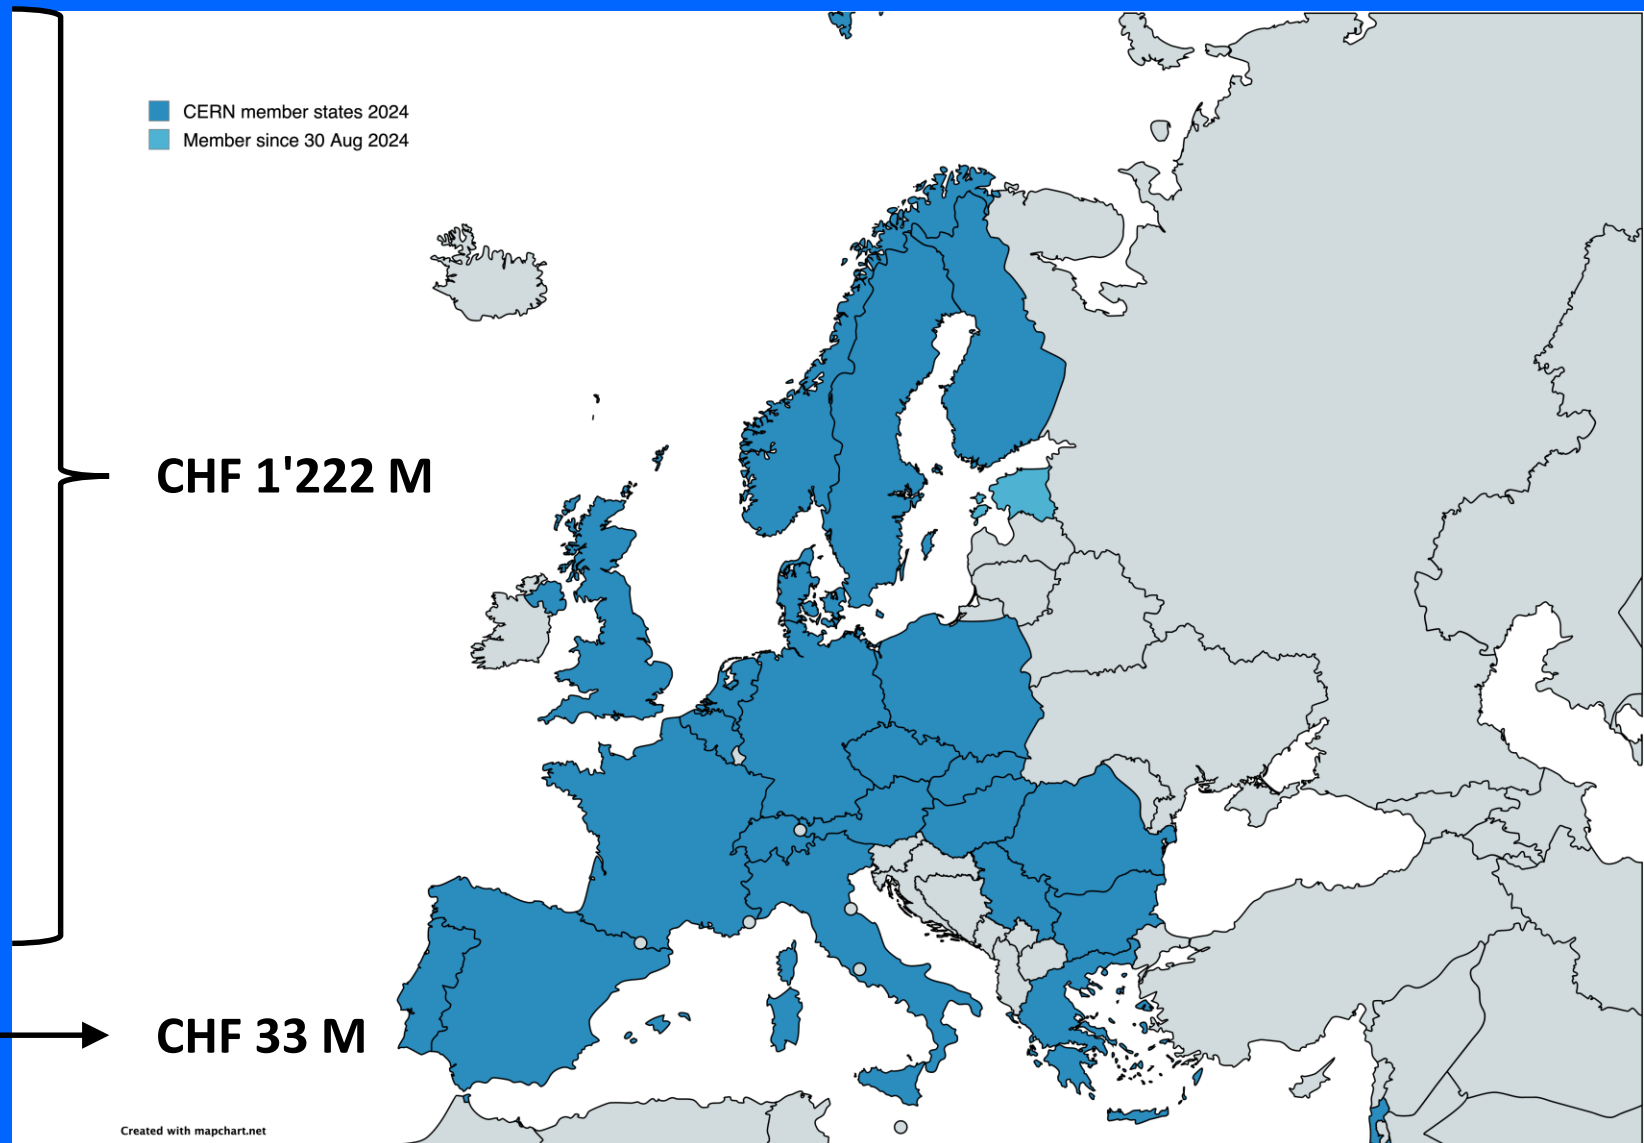 CERN member states 2024
Member since 30 Aug 2024
CHF 1'222 M
CHF 33 M
Created with mapchart.net